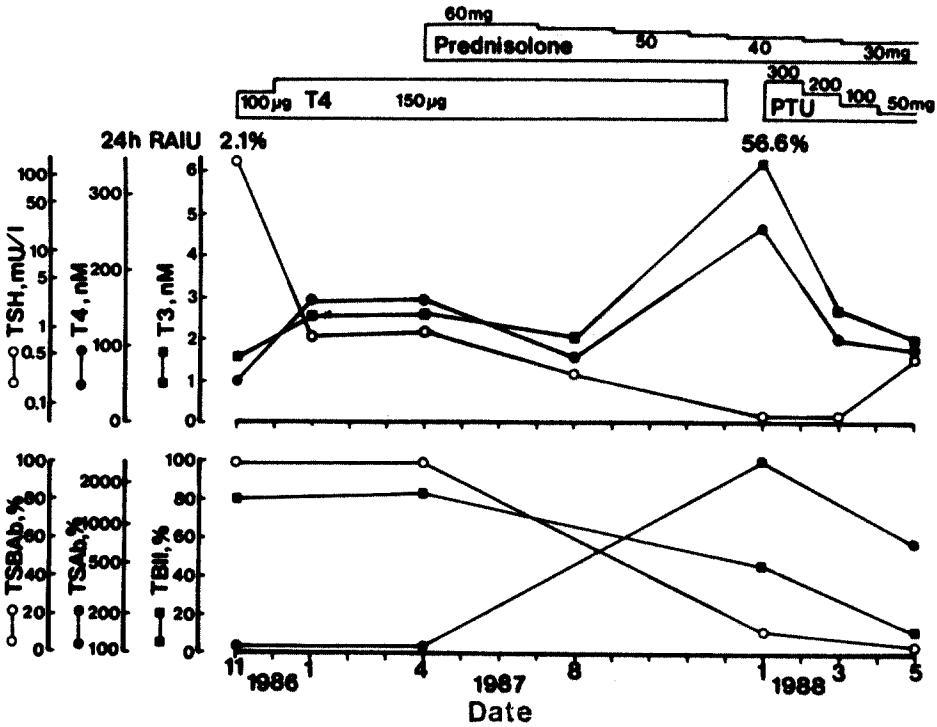 60mg
Prednisolone 50 40 30mg
100µg T4 150µg
300 200 100 50mg
PTU
24h RAIU 2.1% 56.6%
TSH, mU/l
100
50
10
5
1
0.5
0.1
T4, nM
300
200
100
0
T3, nM
6
5
4
3
2
1
0
TSBAb, %
100
80
60
40
20
0
TSAb, %
2000
1000
500
200
100
TBII, %
100
80
60
40
20
0
11 1 4 8 1 3 5
1986 1987 1988
Date